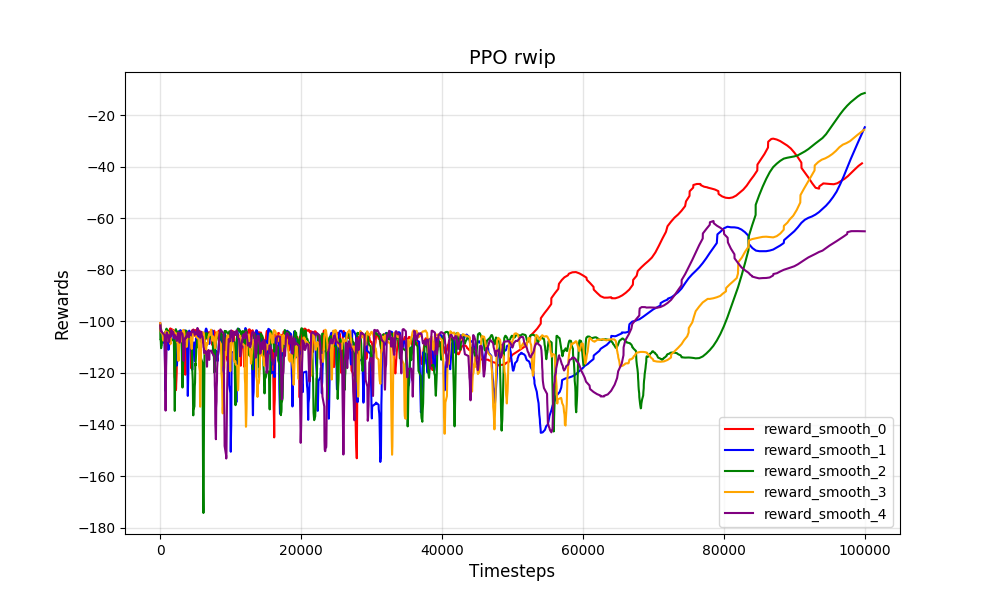 PPO rwip
Rewards
−20
−40
−60
−80
−100
−120
−140
−160
−180
0
20000
40000
60000
80000
100000
Timesteps
reward_smooth_0
reward_smooth_1
reward_smooth_2
reward_smooth_3
reward_smooth_4